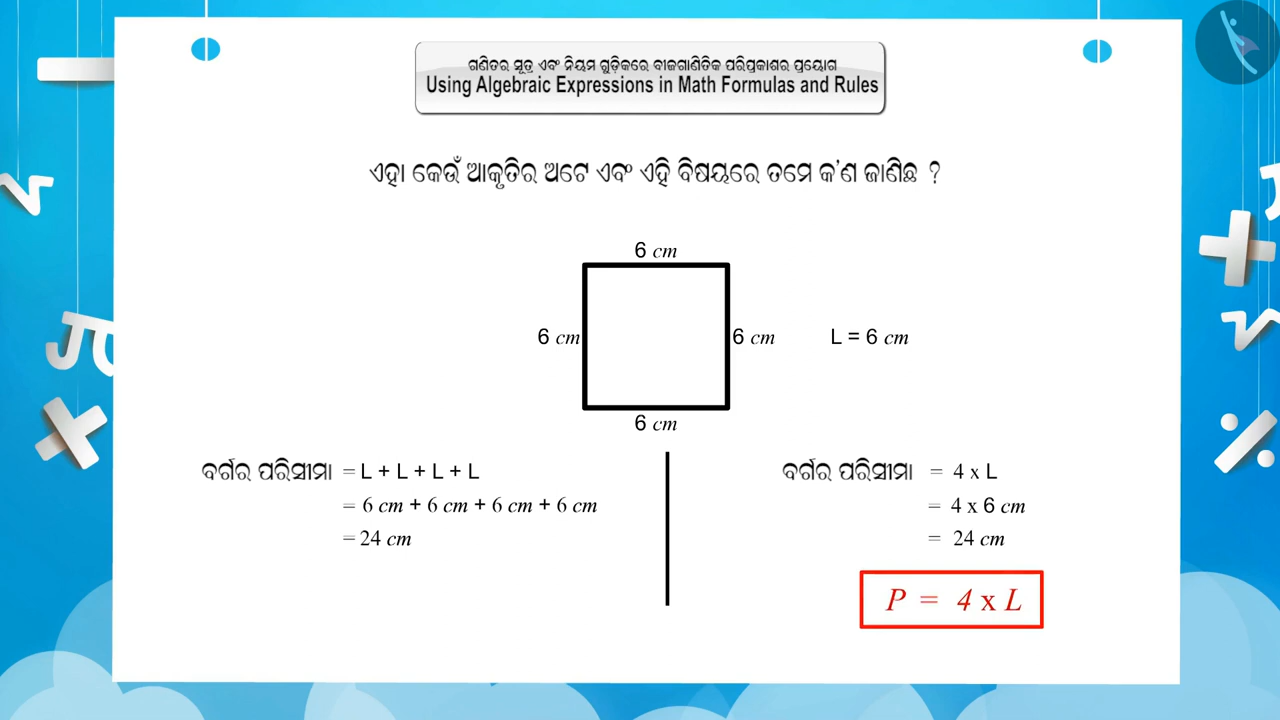 ଗଣିତର ସୂତ୍ର ଏବଂ ନିୟମ ଗୁଡ଼ିକରେ ବୀଜଗାଣିତିକ ପରିପ୍ରକାଶର ପ୍ରୟୋଗ
Using Algebraic Expressions in Math Formulas and Rules
ଏହା କେଉଁ ଆକୃତିର ଅଟେ ଏବଂ ଏହି ବିଷୟରେ ତମେ କ'ଣ ଜାଣିଛ ?
6 cm
6 cm
6 cm
L = 6 cm
6 cm
ବର୍ଗର ପରିସୀମା = L + L + L + L
= 6 cm + 6 cm + 6 cm + 6 cm
= 24 cm
ବର୍ଗର ପରିସୀମା = 4 x L
= 4 x 6 cm
= 24 cm
P = 4 x L